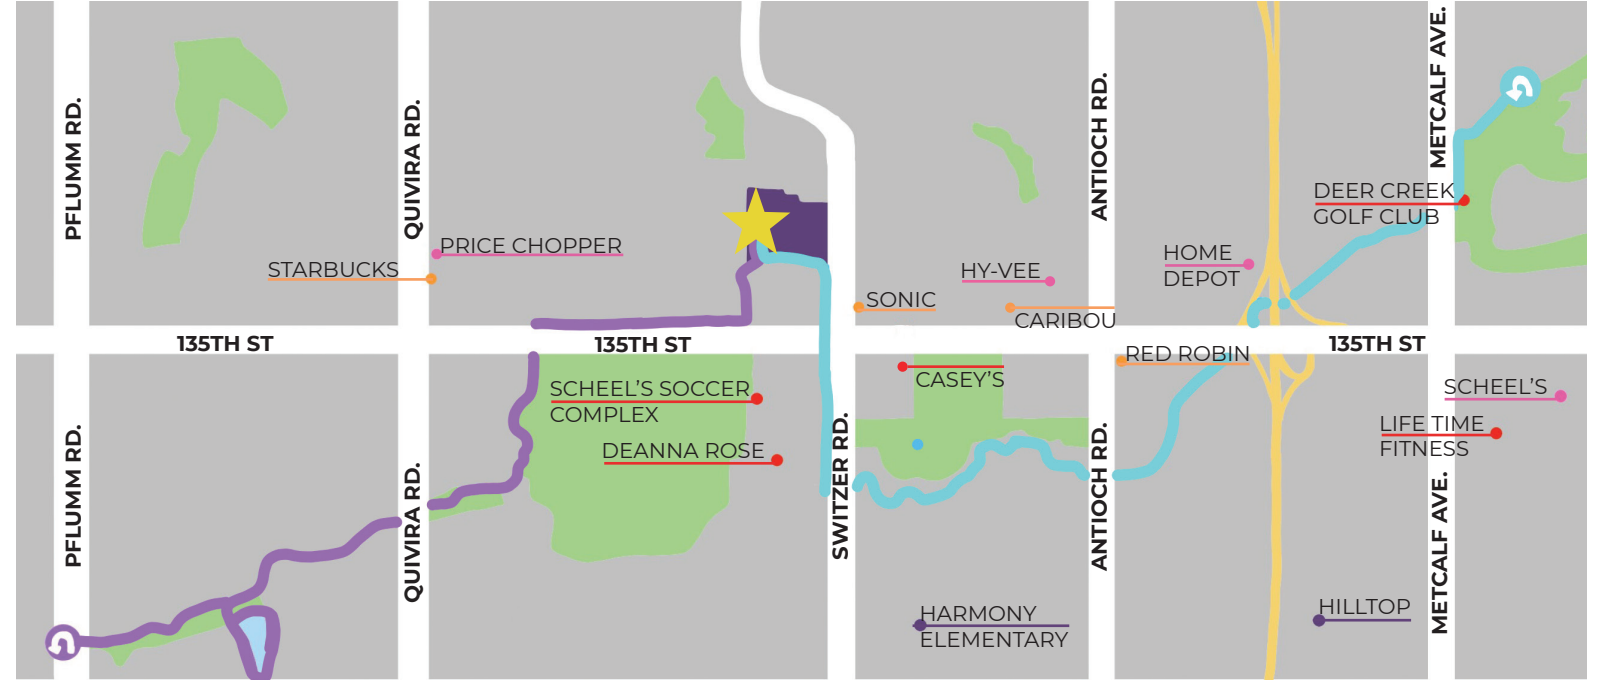 PFLUMM RD.
QUIVIRA RD.
ANTIOCH RD.
METCALF AVE.
DEER CREEK
GOLF CLUB
PRICE CHOPPER
STARBUCKS
HOME
DEPOT
HY-VEE
SONIC
CARIBOU
135TH ST
135TH ST
135TH ST
RED ROBIN
CASEY'S
SCHEEL'S SOCCER
COMPLEX
SCHEEL'S
DEANNA ROSE
LIFE TIME
FITNESS
PFLUMM RD.
QUIVIRA RD.
SWITZER RD.
ANTIOCH RD.
METCALF AVE.
HARMONY
ELEMENTARY
HILLTOP